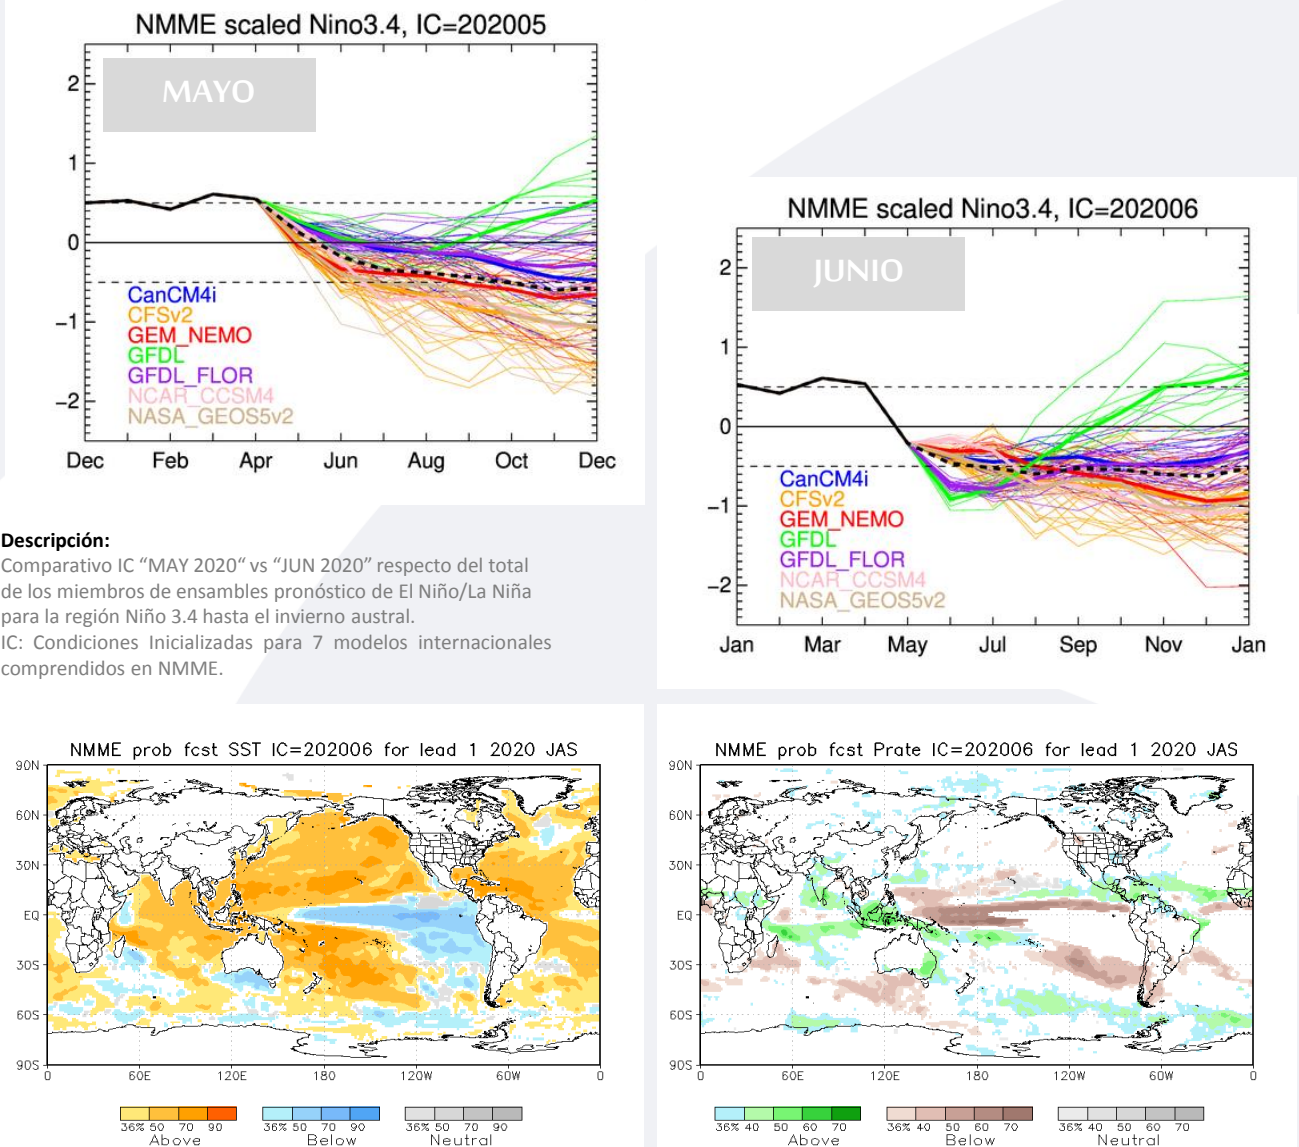 NMME scaled Nino3.4, IC=202005
MAYO
2
1
0
−1
−2
CanCM4i
CFSv2
GEM_NEMO
GFDL
GFDL_FLOR
NCAR_CCSM4
NASA_GEOS5v2
Dec Feb Apr Jun Aug Oct Dec
NMME scaled Nino3.4, IC=202006
JUNIO
2
1
0
−1
−2
CanCM4i
CFSv2
GEM_NEMO
GFDL
GFDL_FLOR
NCAR_CCSM4
NASA_GEOS5v2
Jan Mar May Jul Sep Nov Jan
Descripción:
Comparativo IC “MAY 2020“ vs “JUN 2020” respecto del total
de los miembros de ensambles pronóstico de El Niño/La Niña
para la región Niño 3.4 hasta el invierno austral.
IC: Condiciones Inicializadas para 7 modelos internacionales
comprendidos en NMME.
NMME prob fcst SST IC=202006 for lead 1 2020 JAS
90N
60N
30N
EQ
30S
60S
90S
0 60E 120E 180 120W 60W 0
36% 50 70 90 36% 50 70 90 36% 50 70 90
Above Below Neutral
NMME prob fcst Prate IC=202006 for lead 1 2020 JAS
90N
60N
30N
EQ
30S
60S
90S
0 60E 120E 180 120W 60W 0
36% 40 50 60 70 36% 40 50 60 70 36% 40 50 60 70
Above Below Neutral